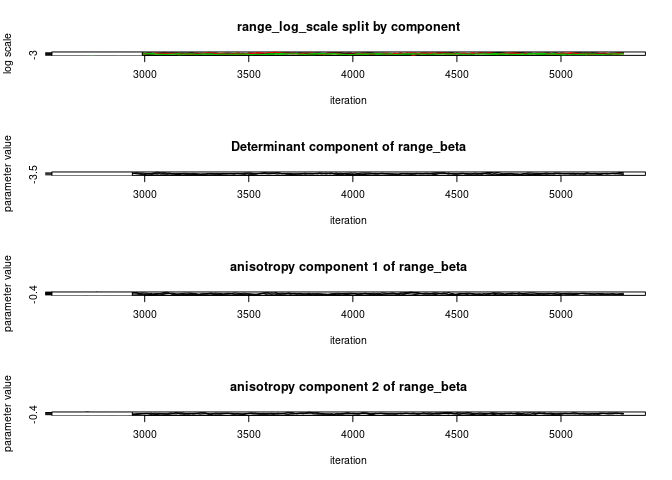 range_log_scale split by component
log scale
-3
3000 3500 4000 4500 5000
iteration
Determinant component of range_beta
parameter value
-3.5
3000 3500 4000 4500 5000
iteration
anisotropy component 1 of range_beta
parameter value
-0.4
3000 3500 4000 4500 5000
iteration
anisotropy component 2 of range_beta
parameter value
-0.4
3000 3500 4000 4500 5000
iteration